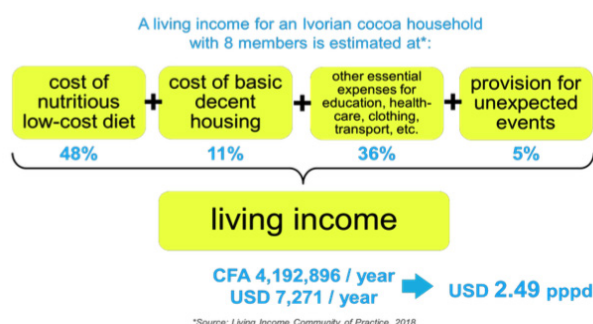 A living income for an Ivorian cocoa household
with 8 members is estimated at*:
cost of
nutritious
low-cost diet
+
cost of basic
decent
housing
+
other essential
expenses for
education, health-
care, clothing,
transport, etc.
+
provision for
unexpected
events
48%
11%
36%
5%
living income
CFA 4,192,896 / year
USD 7,271 / year
USD 2.49 pppd
*Source: Living Income Community of Practice, 2018